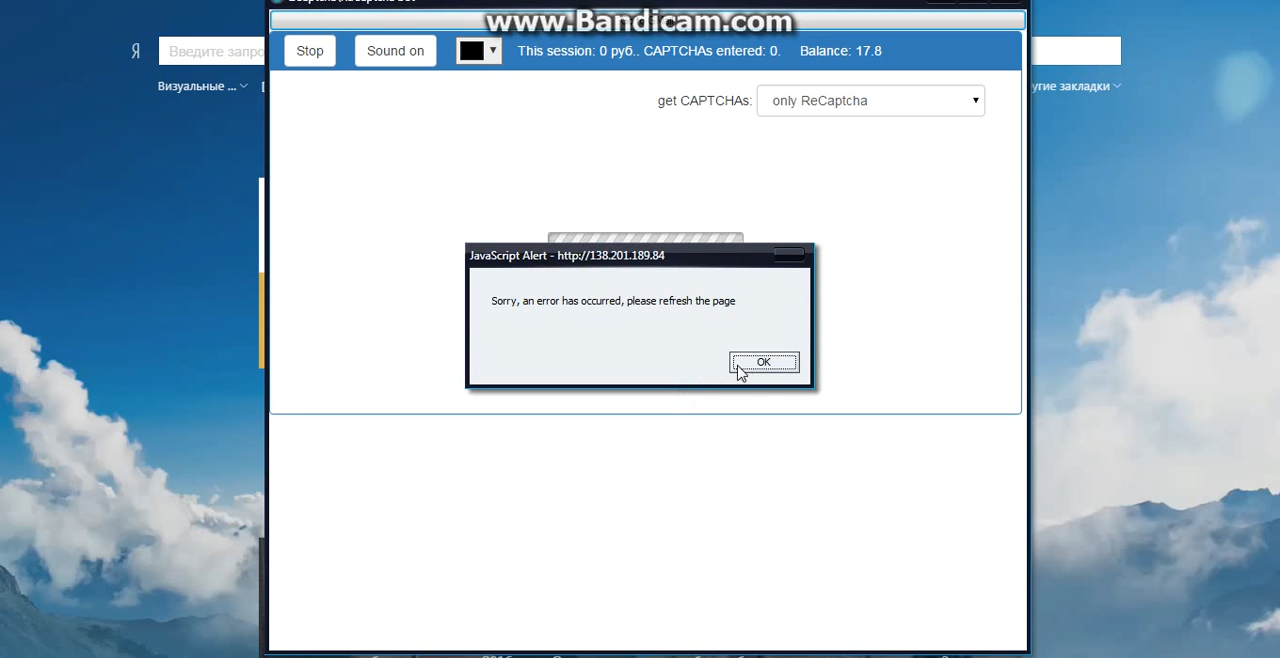 www.Bandicam.com
Я
Введите запро
Stop
Sound on
This session: 0 руб.. CAPTCHAs entered: 0.
Balance: 17.8
Визуальные ...
угие закладки
get CAPTCHAs:
only ReCaptcha
JavaScript Alert - http://138.201.189.84
Sorry, an error has occurred, please refresh the page
OK